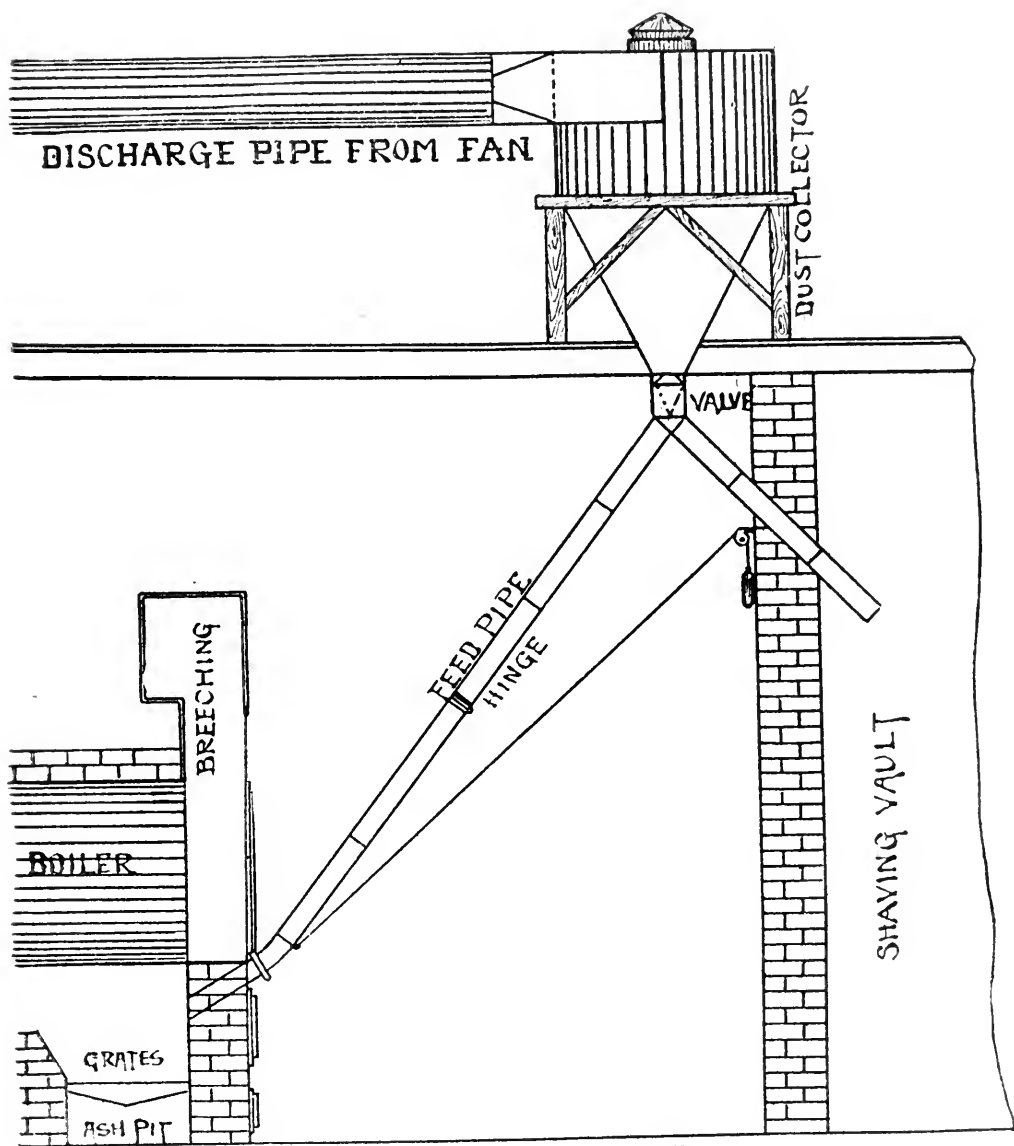 DISCHARGE PIPE FROM FAN
DUST COLLECTOR
VALVE
FEED PIPE
HINGE
BREECHING
BOILER
SHAVING VAULT
GRATES
ASH PIT